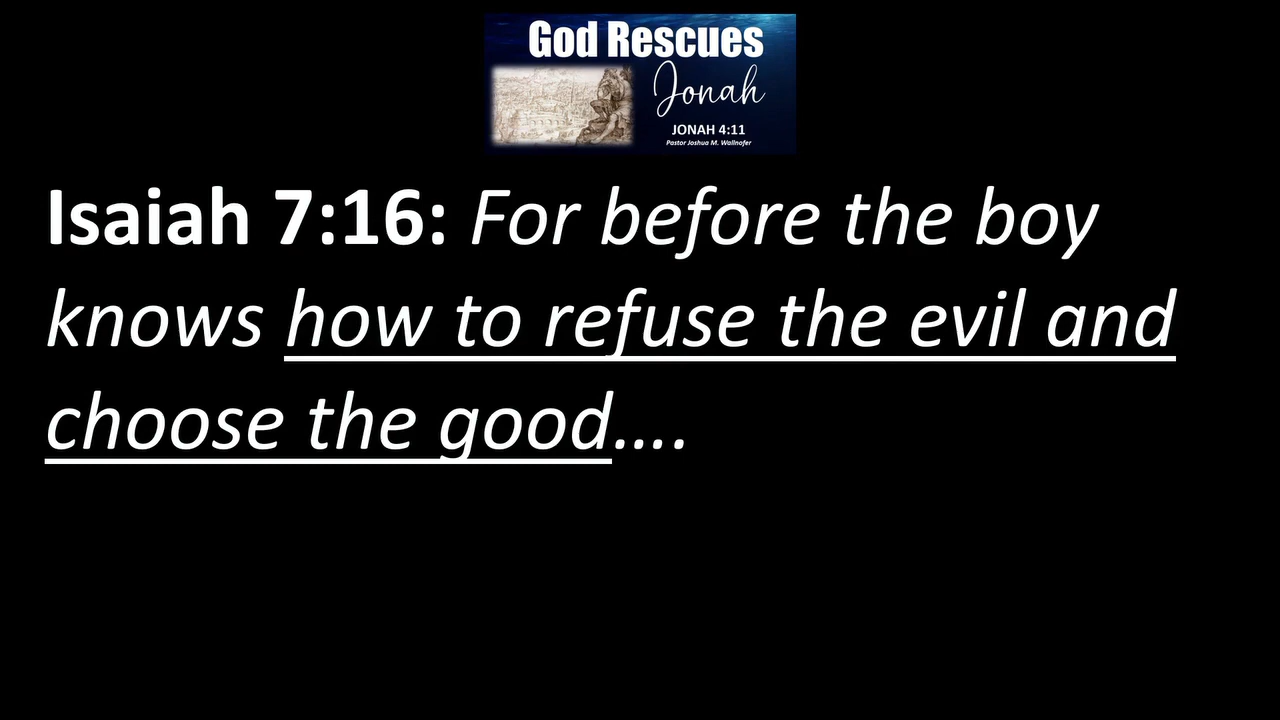 God Rescues
Jonah
JONAH 4:11
Pastor Joshua M. Wallnofer
Isaiah 7:16: For before the boy
knows how to refuse the evil and
choose the good....